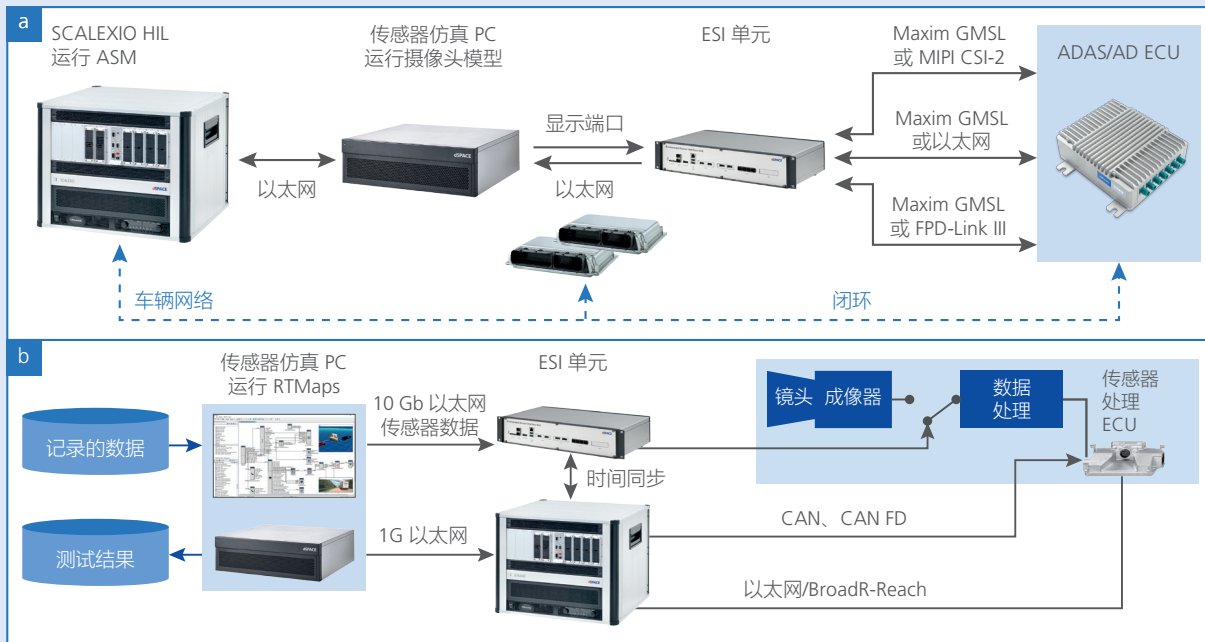 a
SCALEXIO HIL
运行 ASM
传感器仿真 PC
运行摄像头模型
ESI 单元
Maxim GMSL
或 MIPI CSI-2
ADAS/AD ECU
显示端口
以太网
以太网
Maxim GMSL
或以太网
Maxim GMSL
或 FPD-Link III
dSPACE
车辆网络
闭环
b
传感器仿真 PC
运行 RTMaps
ESI 单元
记录的数据
10 Gb 以太网
传感器数据
镜头
成像器
数据
处理
传感器
处理
ECU
时间同步
测试结果
dSPACE
1G 以太网
CAN、CAN FD
以太网/BroadR-Reach